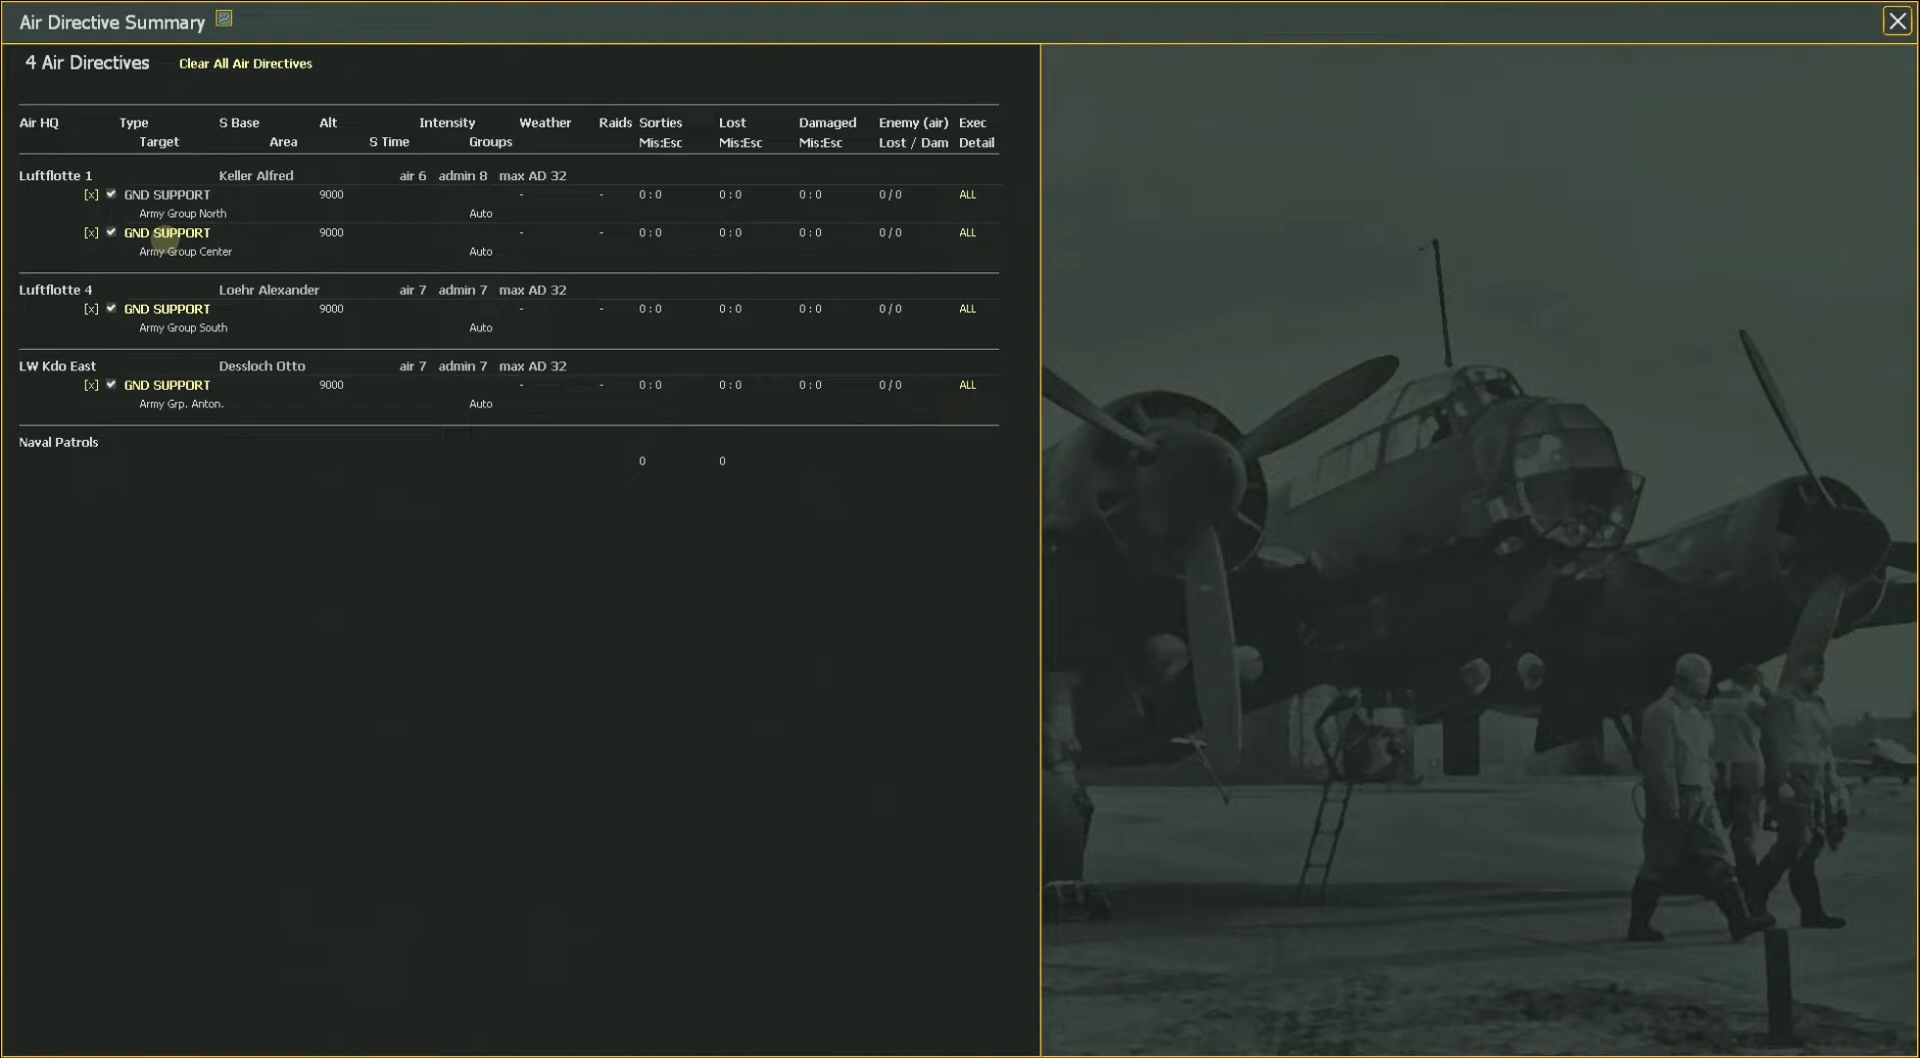 Air Directive Summary
4 Air Directives Clear All Air Directives
Air HQ Type S Base Alt Intensity Weather Raids Sorties Lost Damaged Enemy (air) Exec
Target Area S Time Groups Mis:Esc Mis:Esc Mis:Esc Lost / Dam Detail
Luftflotte 1 Keller Alfred air 6 admin 8 max AD 32
[x] GND SUPPORT 9000 - - 0 : 0 0 : 0 0 : 0 0 / 0 ALL
Army Group North Auto
[x] GND SUPPORT 9000 - - 0 : 0 0 : 0 0 : 0 0 / 0 ALL
Army Group Center Auto
Luftflotte 4 Loehr Alexander air 7 admin 7 max AD 32
[x] GND SUPPORT 9000 - - 0 : 0 0 : 0 0 : 0 0 / 0 ALL
Army Group South Auto
LW Kdo East Dessloch Otto air 7 admin 7 max AD 32
[x] GND SUPPORT 9000 - - 0 : 0 0 : 0 0 : 0 0 / 0 ALL
Army Grp. Anton. Auto
Naval Patrols
0 0